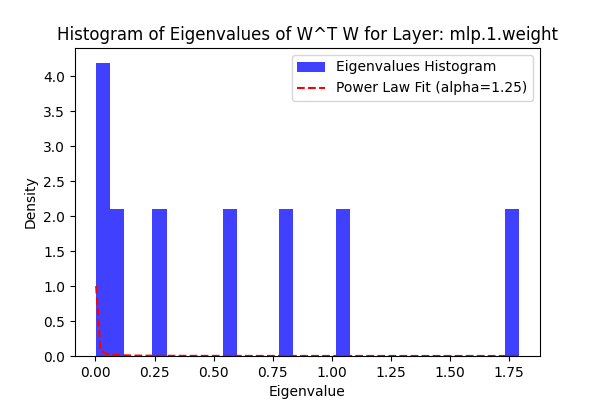 Histogram of Eigenvalues of W^T W for Layer: mlp.1.weight
Eigenvalues Histogram
Power Law Fit (alpha=1.25)
Density
4.0
3.5
3.0
2.5
2.0
1.5
1.0
0.5
0.0
0.00 0.25 0.50 0.75 1.00 1.25 1.50 1.75
Eigenvalue